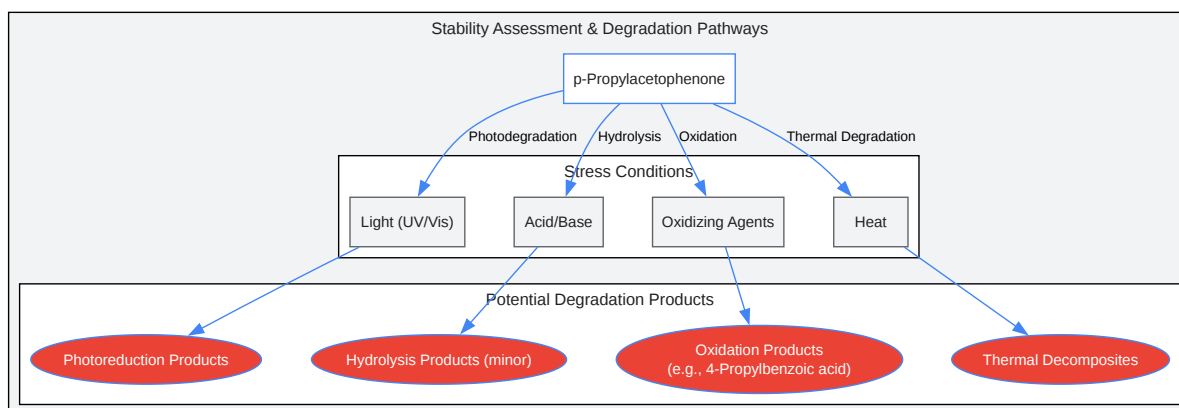 Stability Assessment & Degradation Pathways
p-Propylacetophenone
Photodegradation
Hydrolysis
Oxidation
Thermal Degradation
Stress Conditions
Light (UV/Vis)
Acid/Base
Oxidizing Agents
Heat
Potential Degradation Products
Photoreduction Products
Hydrolysis Products (minor)
Oxidation Products
(e.g., 4-Propylbenzoic acid)
Thermal Decomposites